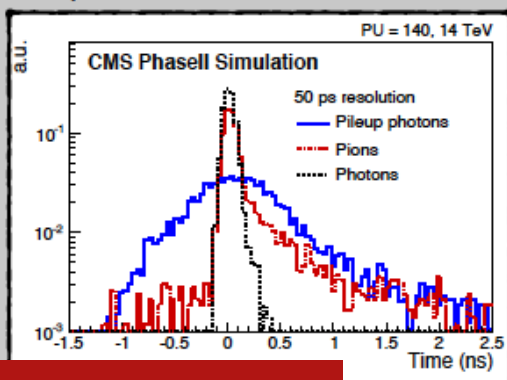 PU = 140, 14 TeV
a.u.
CMS PhaseII Simulation
50 ps resolution
Pileup photons
Pions
Photons
10-1
10-2
10-3
-1.5 -1 -0.5 0 0.5 1 1.5 2 2.5
Time (ns)